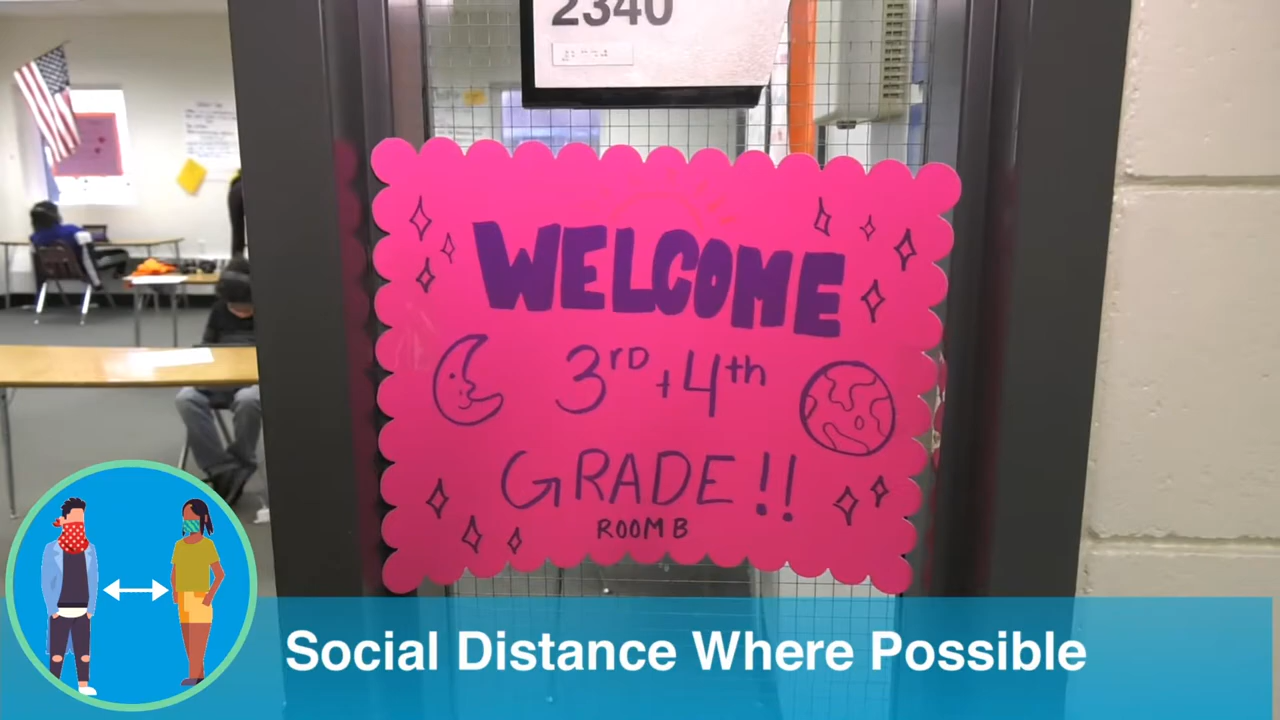 2340
WELCOME
3rD + 4th
GRADE!!
ROOM B
Social Distance Where Possible